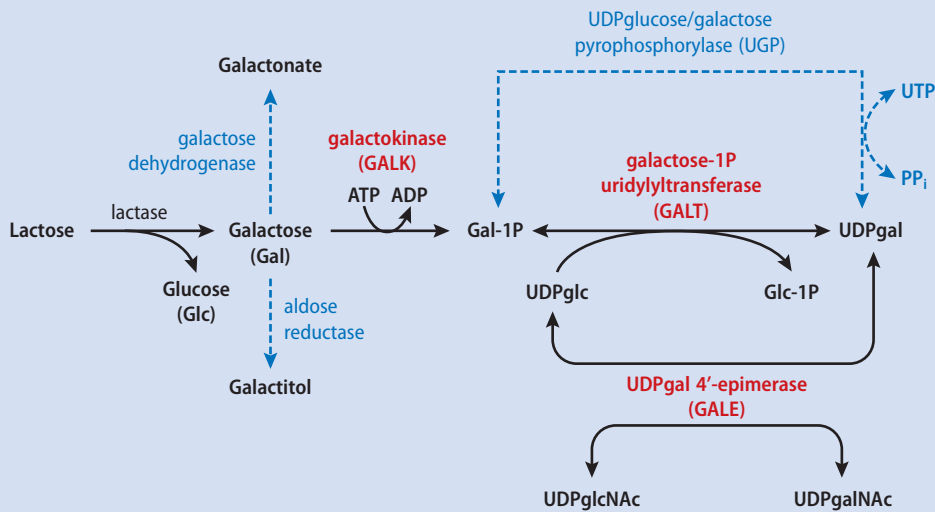 UDPglucose/galactose
pyrophosphorylase (UGP)
Galactonate
UTP
galactose
dehydrogenase
galactokinase
(GALK)
galactose-1P
uridylyltransferase
(GALT)
ATP ADP
PPi
lactase
Lactose
Galactose
(Gal)
Gal-1P
UDPgal
Glucose
(Glc)
UDPglc
Glc-1P
aldose
reductase
Galactitol
UDPgal 4′-epimerase
(GALE)
UDPglcNAc
UDPgalNAc